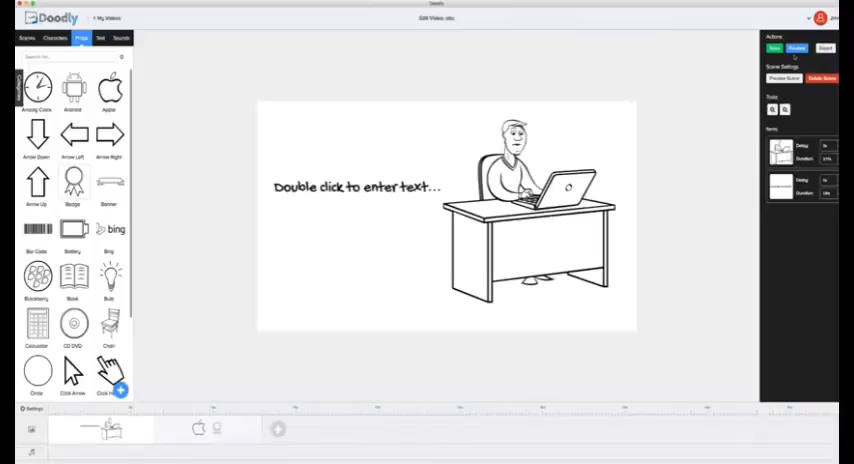 Doodly
Doodly
< My Videos
Edit Video: sitc
Scenes
Characters
Props
Text
Sounds
Categories
Analog Clock
Android
Apple
Arrow Down
Arrow Left
Arrow Right
Arrow Up
Badge
Banner
bing
Bar Code
Battery
Bing
Blackberry
Book
Bulb
Calculator
CD DVD
Chair
Circle
Click Arrow
Double click to enter text...
Actions
Save
Preview
Export
Scene Settings
Preview Scene
Delete Scene
Tools
Items
Delay:
Duration:
Delay:
Duration:
Settings